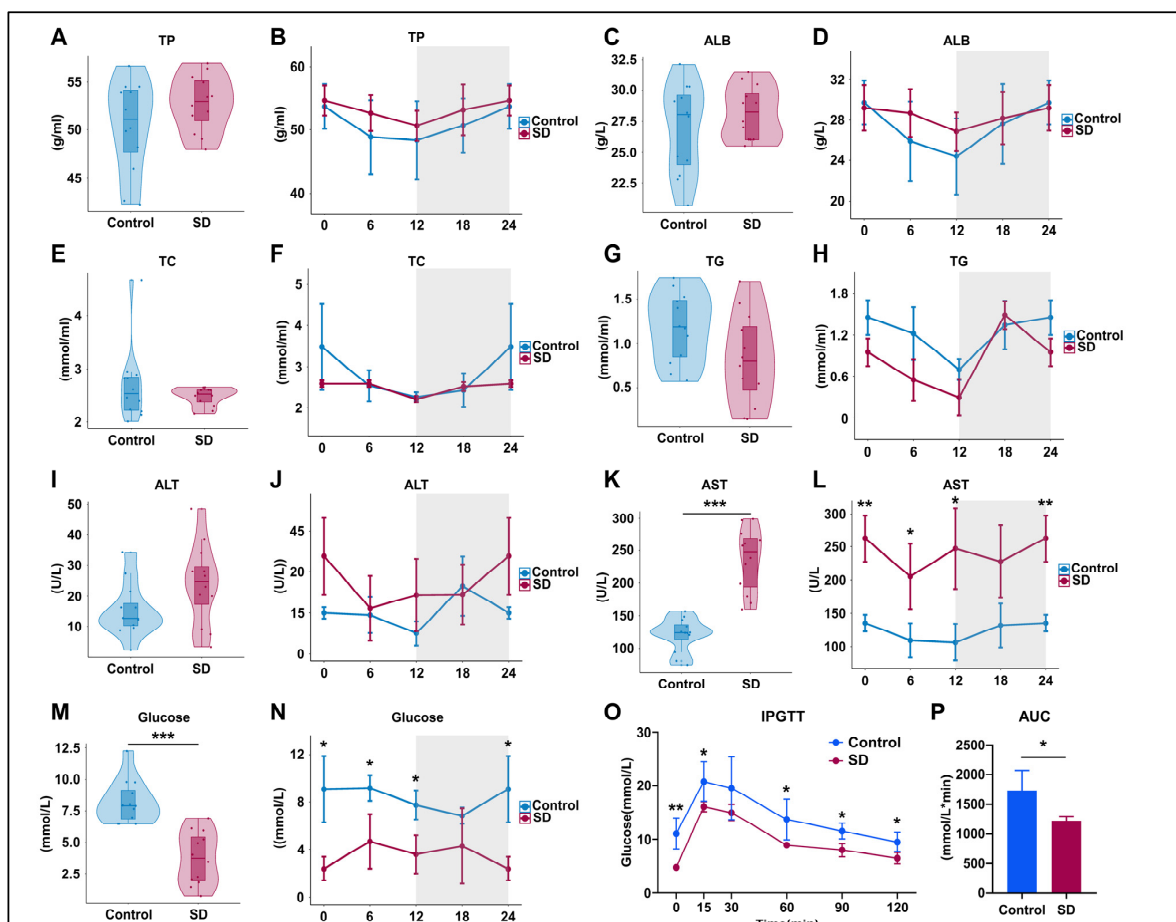 A TP
(g/ml)
55
50
45
Control SD
B TP
(g/ml)
60
50
40
0 6 12 18 24
Control
SD
C ALB
(g/L)
32.5
30.0
27.5
25.0
22.5
Control SD
D ALB
(g/L)
32
28
24
20
0 6 12 18 24
Control
SD
E TC
(mmol/ml)
4
3
2
Control SD
F TC
(mmol/ml)
5
3
2
0 6 12 18 24
Control
SD
G TG
(mmol/ml)
1.5
1.0
0.5
Control SD
H TG
(mmo/ml)
1.8
1.2
0.6
0
0 6 12 18 24
Control
SD
I ALT
(U/L)
50
40
30
20
10
Control SD
J ALT
(U/L)
45
20
15
0
0 6 12 18 24
Control
SD
K AST
***
(U/L)
300
250
200
150
100
Control SD
L AST
** * * **
(U/L
300
200
100
0 6 12 18 24
Control
SD
M Glucose
***
(mmol/L)
12.5
10.0
7.5
5.0
2.5
Control SD
N Glucose
* * * *
((mmol/L)
12
8
4
0
0 6 12 18 24
Control
SD
O IPGTT
Control
SD
** * * * *
Glucose(mmol/L)
30
20
10
0
0 15 30 60 90 120
Time(min)
P AUC
*
(mmol/L*min)
2000
1500
1000
500
0
Control SD